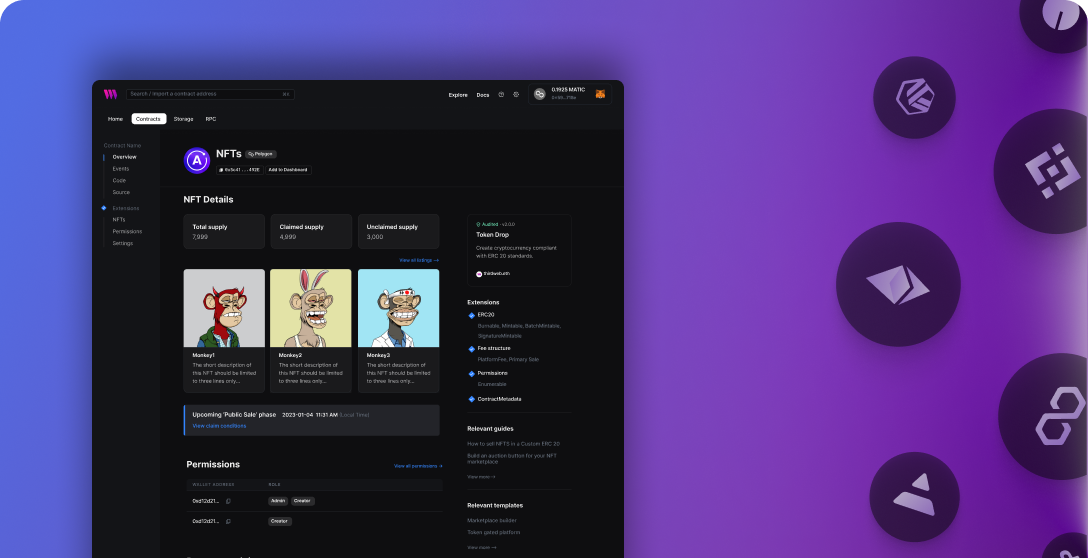 Search / Import a contract address
Explore
Docs
0.1925 MATIC
Home
Contracts
Storage
RPC
Contract Name
Overview
Events
Code
Source
Extensions
NFTs
Permissions
Settings
A
NFTs
Polygon
Add to Dashboard
NFT Details
Total supply
7,999
Claimed supply
4,999
Unclaimed supply
3,000
View all listings →
Monkey1
The short description of
this NFT should be limited
to three lines only...
Monkey2
The short description of
this NFT should be limited
to three lines only...
Monkey3
The short description of
this NFT should be limited
to three lines only...
Upcoming 'Public Sale' phase 2023-01-04 11:31 AM (Local Time)
View claim conditions
Permissions
View all permissions →
WALLET ADDRESS
ROLE
0xd12d21...
Admin
Creator
0xd12d21...
Creator
Audited · v2.0.0
Token Drop
Create cryptocurrency compliant
with ERC 20 standards.
thirdweb.eth
Extensions
ERC20
Burnable, Mintable, BatchMintable,
SignatureMintable
Fee structure
PlatformFee, Primary Sale
Permissions
Enumerable
ContractMetadata
Relevant guides
How to sell NFTS in a Custom ERC 20
Build an auction button for your NFT
marketplace
View more →
Relevant templates
Marketplace builder
Token gated platform
View more →